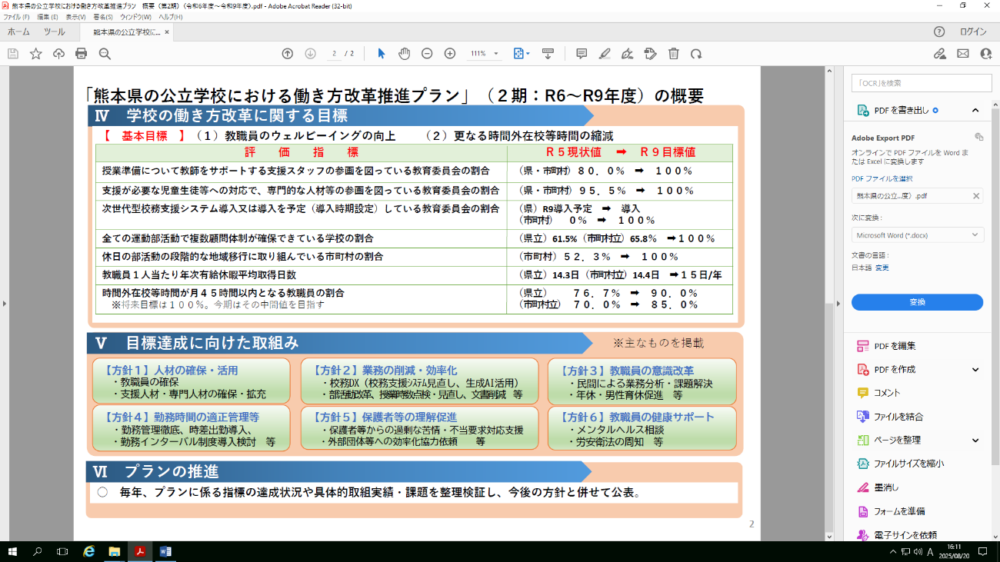 熊本県の公立学校における働き方改革推進プラン　概要（第2期）（令和6年度～令和9年度）.pdf - Adobe Acrobat Reader (32-bit)
ファイル(F) 編集(E) 表示(V) 署名(S) ウィンドウ(W) ヘルプ(H)
ホーム ツール 熊本県の公立学校に... × ログイン
2 / 2 111%
「熊本県の公立学校における働き方改革推進プラン」（２期：R6～R9年度）の概要
Ⅳ　学校の働き方改革に関する目標
【　基本目標　】（１）教職員のウェルビーイングの向上　　（２）更なる時間外在校等時間の縮減
評　価　指　標 Ｒ５現状値　➡　Ｒ９目標値
授業準備について教師をサポートする支援スタッフの参画を図っている教育委員会の割合 （県・市町村）８０．０％　➡　１００％
支援が必要な児童生徒等への対応で、専門的な人材等の参画を図っている教育委員会の割合 （県・市町村）９５．５％　➡　１００％
次世代型校務支援システム導入又は導入を予定（導入時期設定）している教育委員会の割合 （県）R9導入予定　➡　導入
（市町村）　０％　➡　１００％
全ての運動部活動で複数顧問体制が確保できている学校の割合 （県立）61.5%（市町村立）65.8%　➡１００％
休日の部活動の段階的な地域移行に取り組んでいる市町村の割合 （市町村）５２．３％　➡　１００％
教職員１人当たり年次有給休暇平均取得日数 （県立）14.3日（市町村立）14.4日　➡１５日/年
時間外在校等時間が月４５時間以内となる教職員の割合 （県立）　　７６．７％　➡　９０．０％
※将来目標は１００％。今期はその中間値を目指す （市町村立）７０．０％　➡　８５．０％
Ⅴ　目標達成に向けた取組み ※主なものを掲載
【方針１】人材の確保・活用
・教職員の確保
・支援人材・専門人材の確保・拡充
【方針２】業務の削減・効率化
・校務DX（校務支援ｼｽﾃﾑ見直し、生成AI活用）
・部活動改革、授業時数点検・見直し、文書削減　等
【方針３】教職員の意識改革
・民間による業務分析・課題解決
・年休・男性育休促進　等
【方針４】勤務時間の適正管理等
・勤務管理徹底、時差出勤導入、
・勤務インターバル制度導入検討　等
【方針５】保護者等の理解促進
・保護者等からの過剰な苦情・不当要求対応支援
・外部団体等への効率化協力依頼　　等
【方針６】教職員の健康サポート
・メンタルヘルス相談
・労安衛法の周知　等
Ⅵ　プランの推進
○　毎年、プランに係る指標の達成状況や具体的取組実績・課題を整理検証し、今後の方針と併せて公表。
2
「OCR」を検索
PDF を書き出し
Adobe Export PDF
オンラインで PDF ファイルを Word ま
たは Excel に変換します
PDF ファイルを選択
熊本県の公立...度）.pdf ×
次に変換 :
Microsoft Word (*.docx)
文書の言語 :
日本語 変更
変換
PDF を編集
PDF を作成
コメント
ファイルを結合
ページを整理
ファイルサイズを縮小
墨消し
フォームを準備
電子サインを依頼
A 16:11
2025/08/20